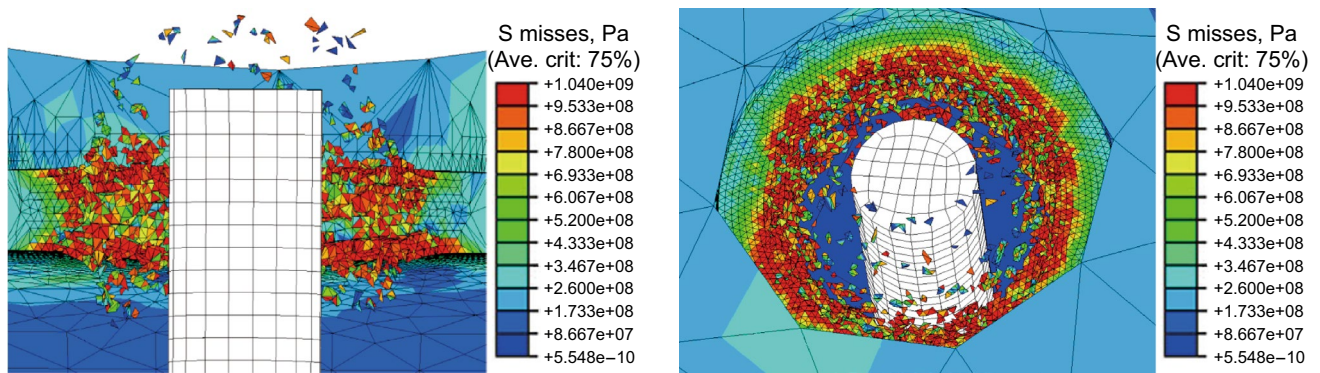 S misses, Pa
(Ave. crit: 75%)
+1.040e+09
+9.533e+08
+8.667e+08
+7.800e+08
+6.933e+08
+6.067e+08
+5.200e+08
+4.333e+08
+3.467e+08
+2.600e+08
+1.733e+08
+8.667e+07
+5.548e−10
S misses, Pa
(Ave. crit: 75%)
+1.040e+09
+9.533e+08
+8.667e+08
+7.800e+08
+6.933e+08
+6.067e+08
+5.200e+08
+4.333e+08
+3.467e+08
+2.600e+08
+1.733e+08
+8.667e+07
+5.548e−10